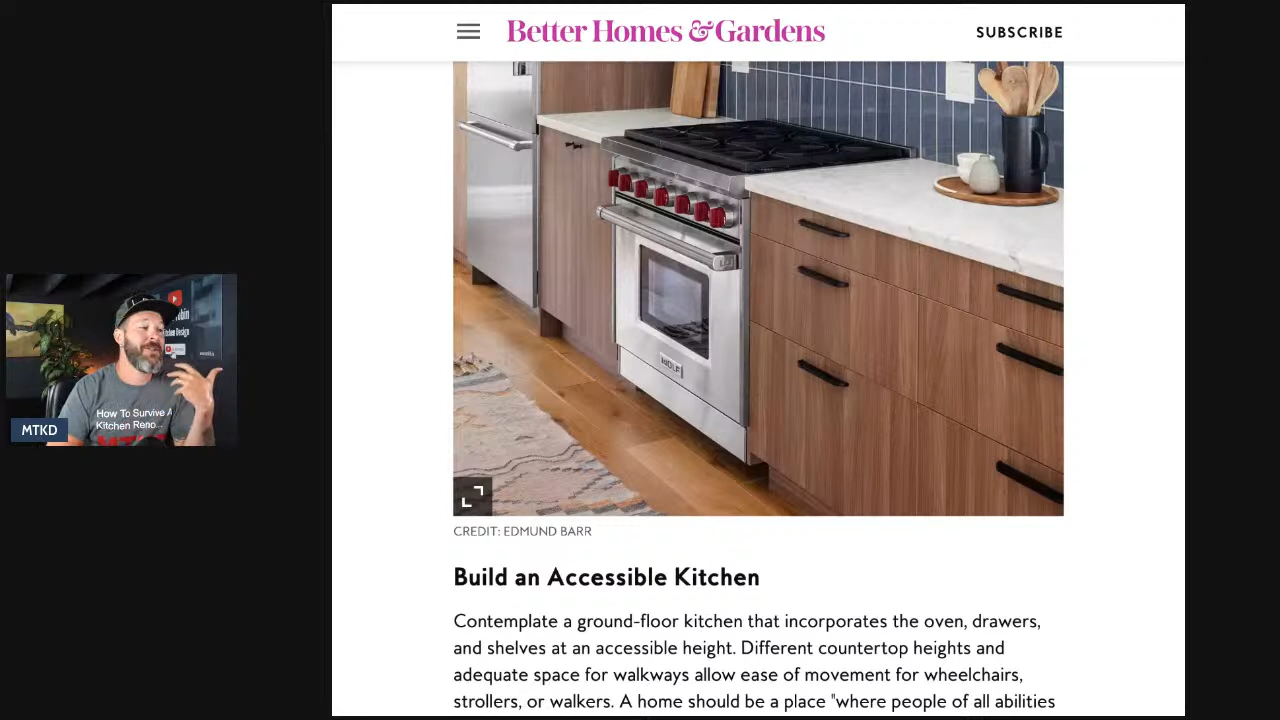 Better Homes & Gardens
SUBSCRIBE
WOLF
CREDIT: EDMUND BARR
Build an Accessible Kitchen
Contemplate a ground-floor kitchen that incorporates the oven, drawers,
and shelves at an accessible height. Different countertop heights and
adequate space for walkways allow ease of movement for wheelchairs,
strollers, or walkers. A home should be a place "where people of all abilities
How To Survive A
Kitchen Reno...
MTKD
MTKD